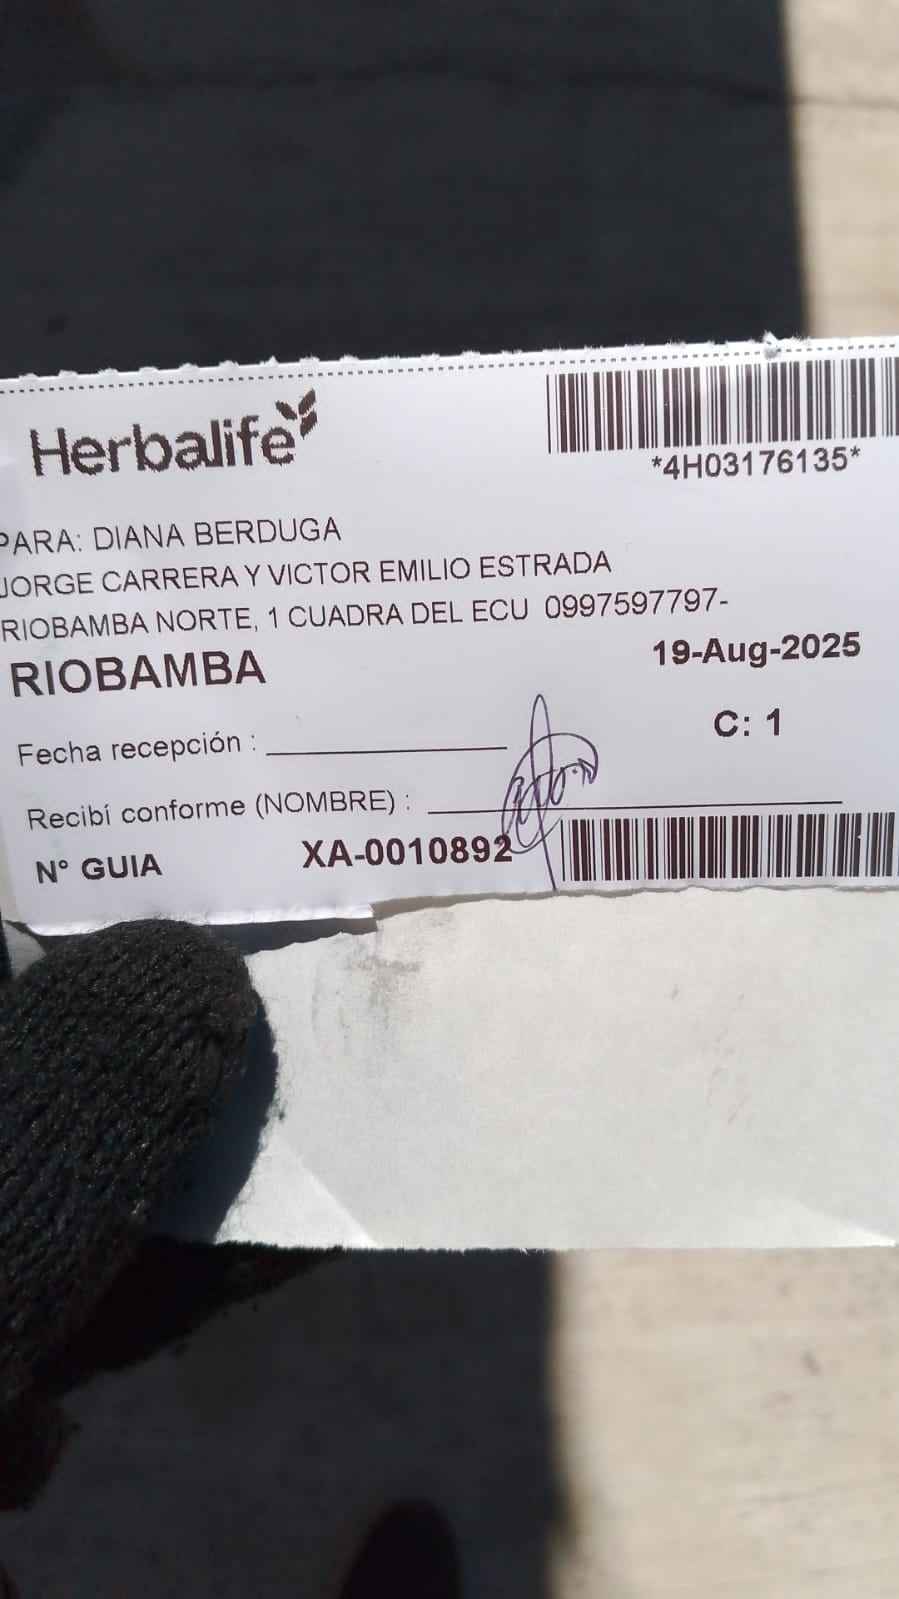 Herbalife
*4H03176135*
PARA: DIANA BERDUGA
JORGE CARRERA Y VICTOR EMILIO ESTRADA
RIOBAMBA NORTE, 1 CUADRA DEL ECU 0997597797-
RIOBAMBA
19-Aug-2025
C: 1
Fecha recepción :
Recibí conforme (NOMBRE) :
N° GUIA XA-0010892